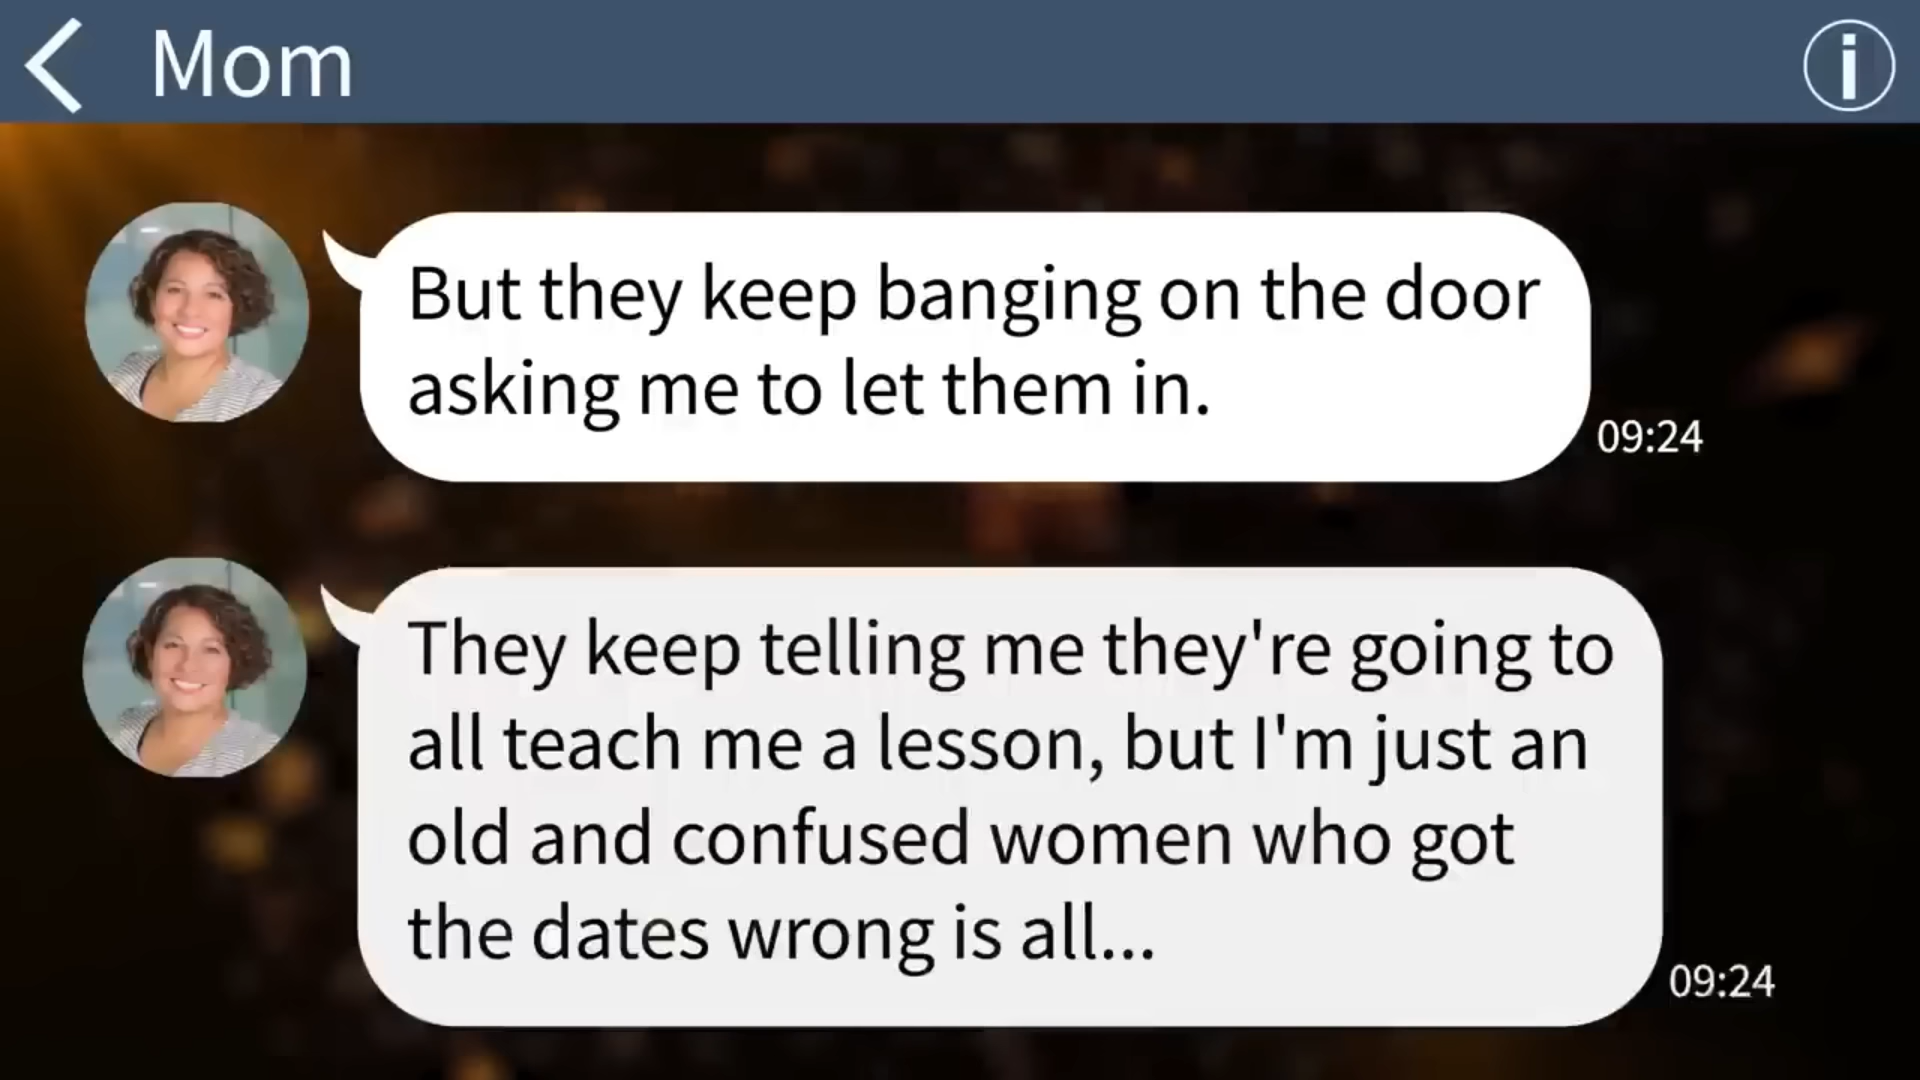 Mom
i
But they keep banging on the door
asking me to let them in.
09:24
They keep telling me they're going to
all teach me a lesson, but I'm just an
old and confused women who got
the dates wrong is all...
09:24